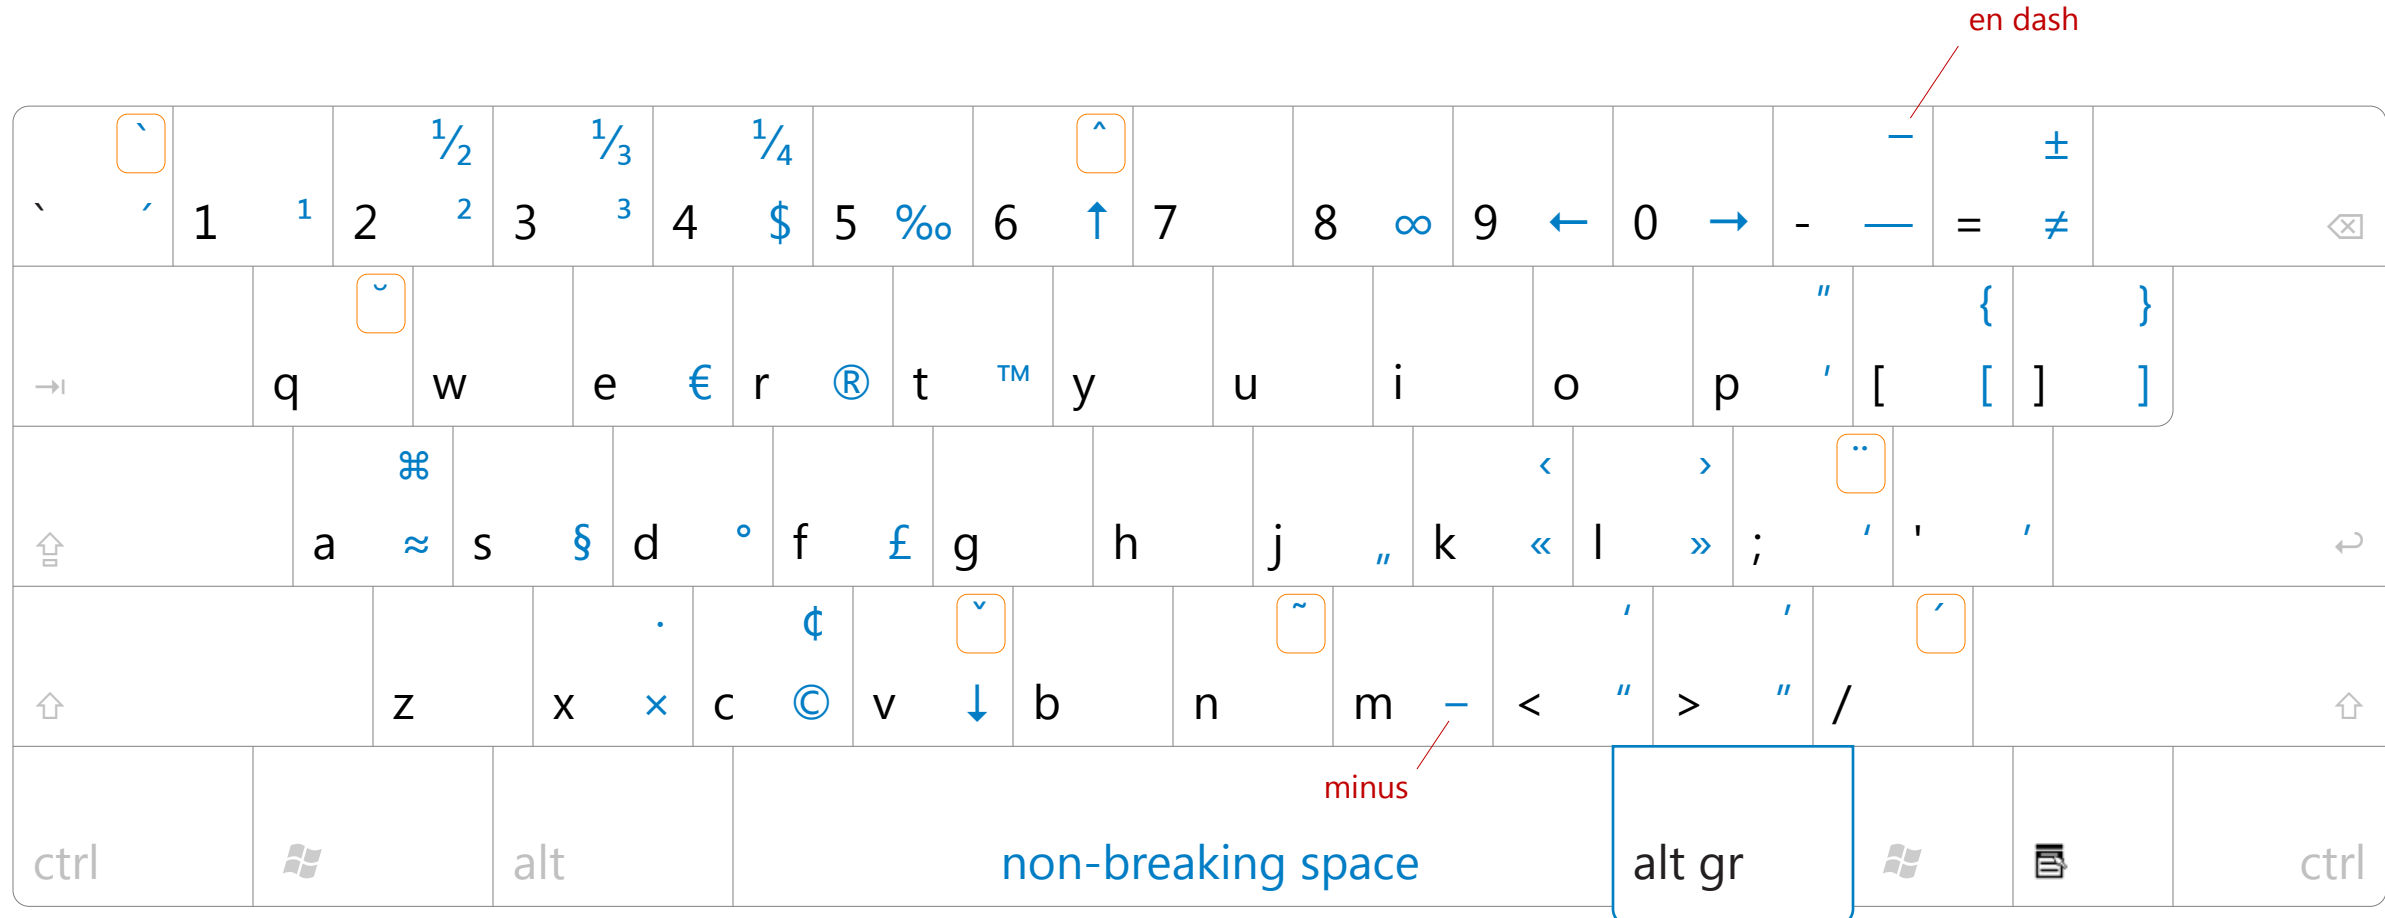 en dash
` ½ ⅓ ¼ ˆ – ±
` ´ 1 ¹ 2 ² 3 ³ 4 $ 5 ‰ 6 ↑ 7 8 ∞ 9 ← 0 → - — = ≠
˘ ″ { }
q w e € r ® t ™ y u i o p ′ [ [ ] ]
⌘ ‹ › ¨
a ≈ s § d ° f £ g h j „ k « l » ; ‘ ' ’
· ¢ ˇ ˜ ‘ ’ ´
z x × c © v ↓ b n m − < “ > ” /
minus
ctrl alt non-breaking space alt gr ctrl